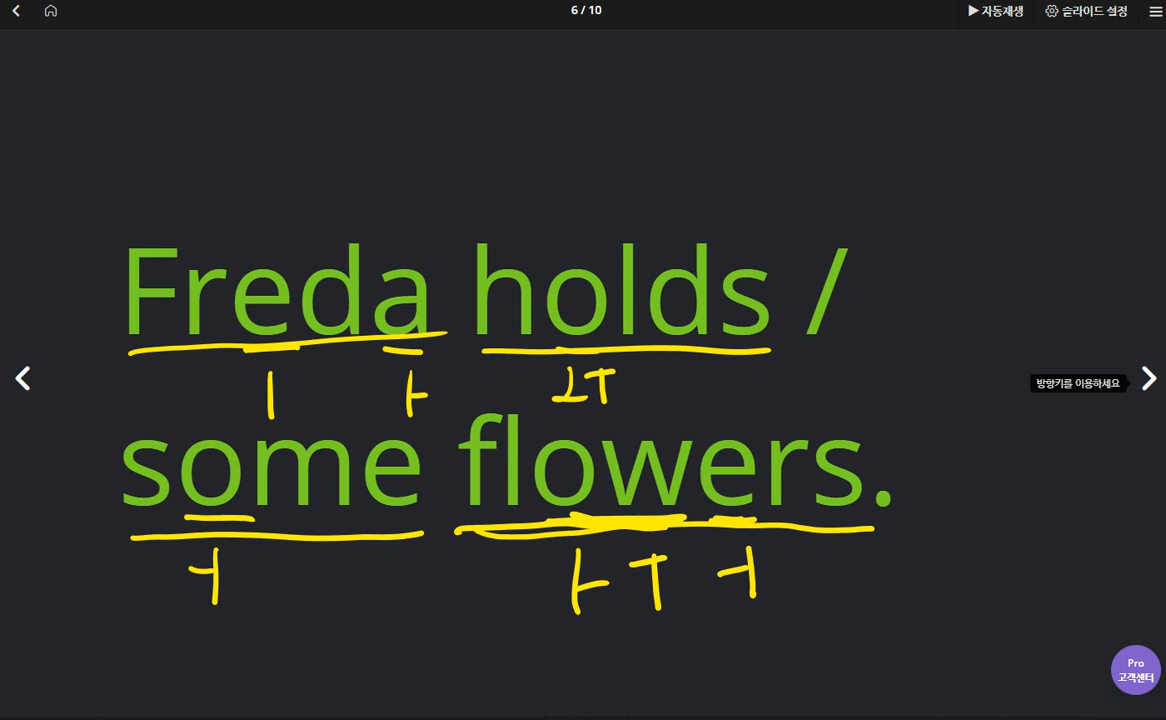 6 / 10
▶ 자동재생
슬라이드 설정
Freda holds /
ㅣ ㅏ ㅗㅜ
방향키를 이용하세요
some flowers.
ㅓ ㅏ ㅜ ㅓ
Pro
고객센터